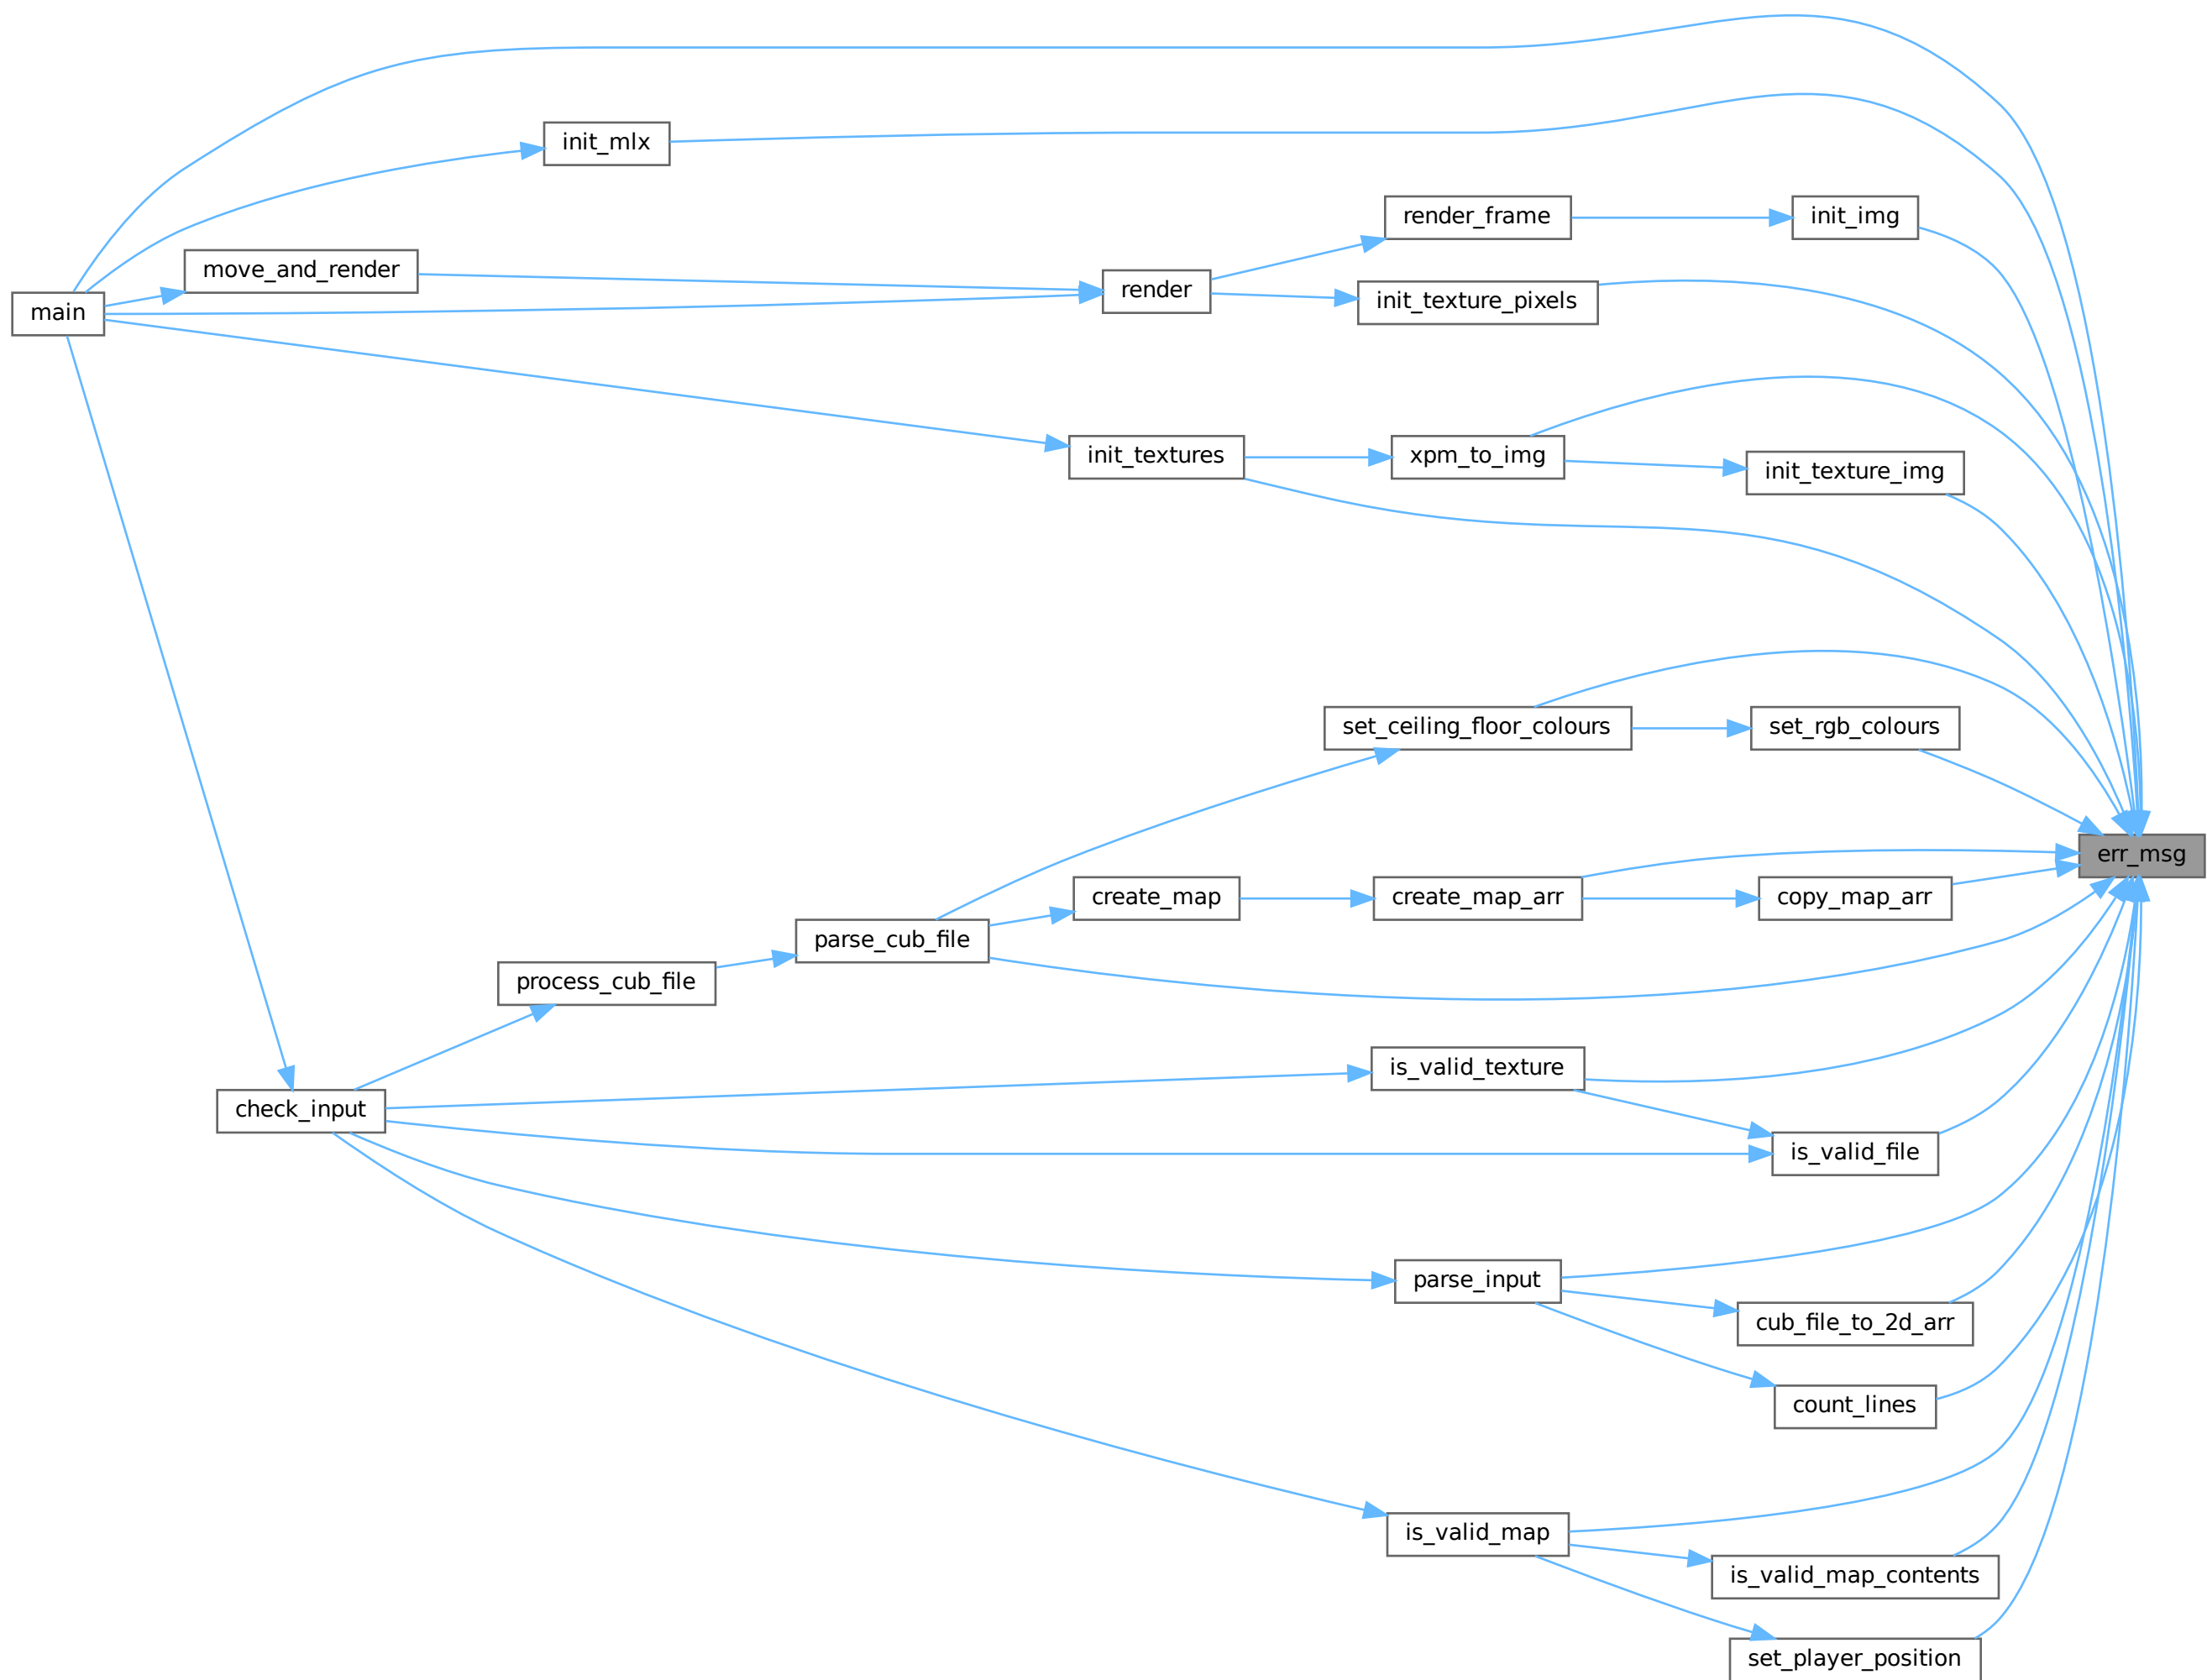 init_mlx
render_frame
init_img
move_and_render
render
init_texture_pixels
main
init_textures
xpm_to_img
init_texture_img
set_ceiling_floor_colours
set_rgb_colours
err_msg
create_map
create_map_arr
copy_map_arr
parse_cub_file
process_cub_file
is_valid_texture
check_input
is_valid_file
parse_input
cub_file_to_2d_arr
count_lines
is_valid_map
is_valid_map_contents
set_player_position